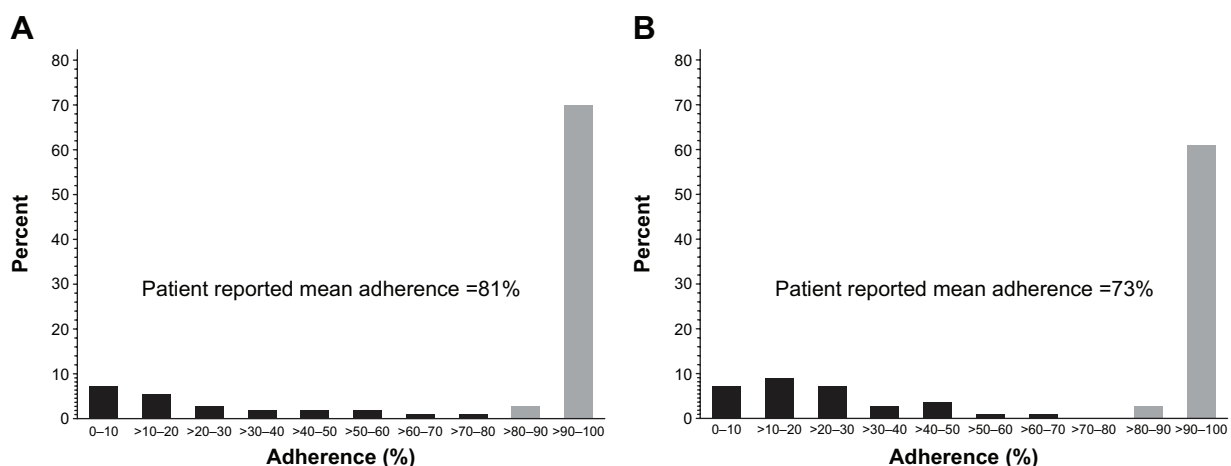 A
Percent
80
70
60
50
40
30
20
10
0
Patient reported mean adherence =81%
0–10 >10–20 >20–30 >30–40 >40–50 >50–60 >60–70 >70–80 >80–90 >90–100
Adherence (%)
B
Percent
80
70
60
50
40
30
20
10
0
Patient reported mean adherence =73%
0–10 >10–20 >20–30 >30–40 >40–50 >50–60 >60–70 >70–80 >80–90 >90–100
Adherence (%)